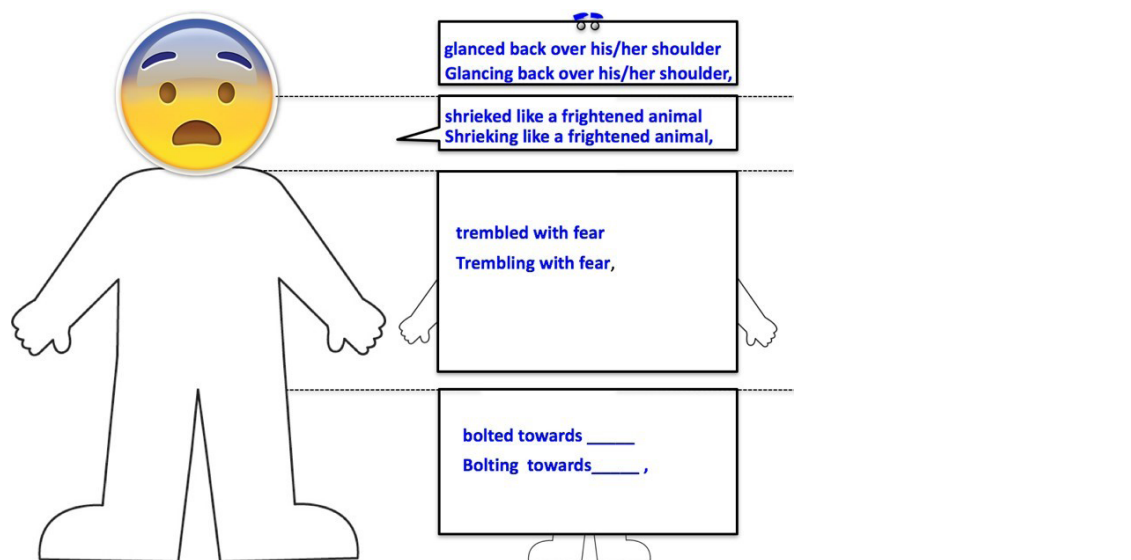 glanced back over his/her shoulder
Glancing back over his/her shoulder,
shrieked like a frightened animal
Shrieking like a frightened animal,
trembled with fear
Trembling with fear,
bolted towards _____
Bolting  towards_____ ,